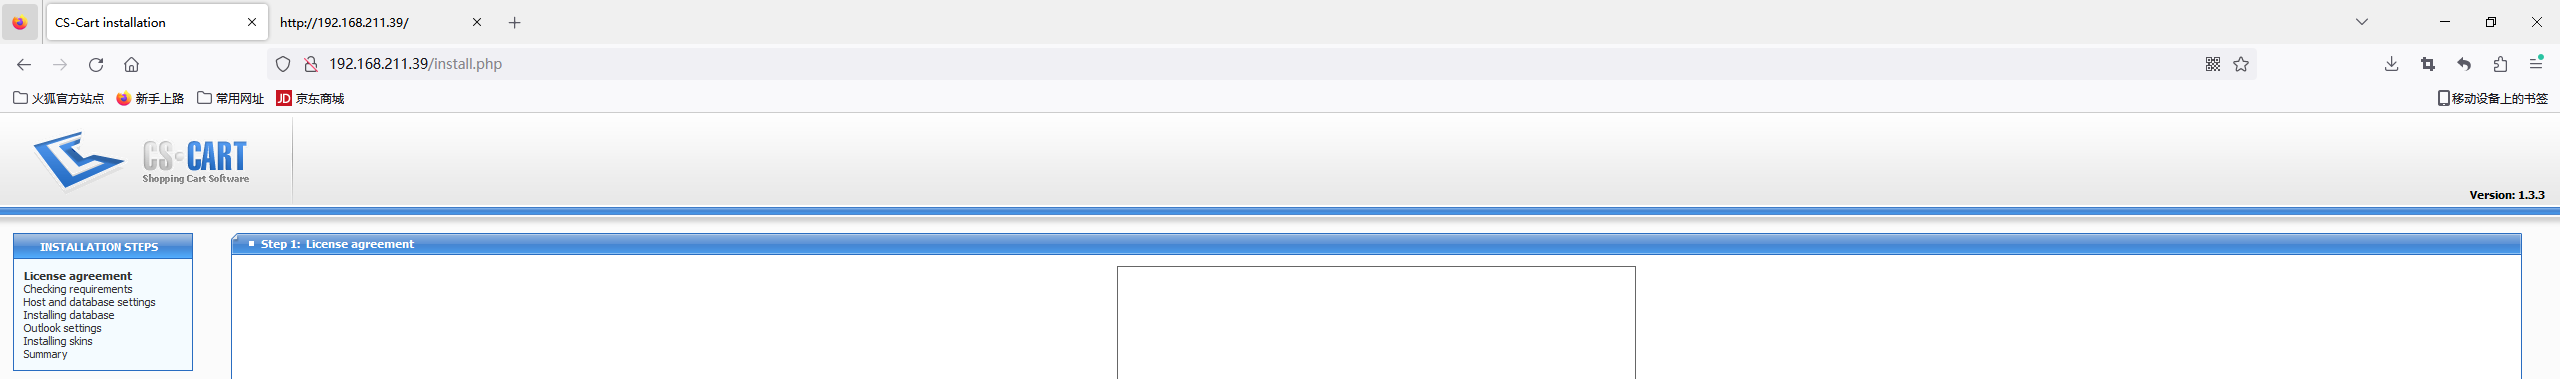 CS-Cart installation
http://192.168.211.39/
192.168.211.39/install.php
火狐官方站点
新手上路
常用网址
JD 京东商城
移动设备上的书签
CS-CART
Shopping Cart Software
Version: 1.3.3
INSTALLATION STEPS
License agreement
Checking requirements
Host and database settings
Installing database
Outlook settings
Installing skins
Summary
Step 1: License agreement